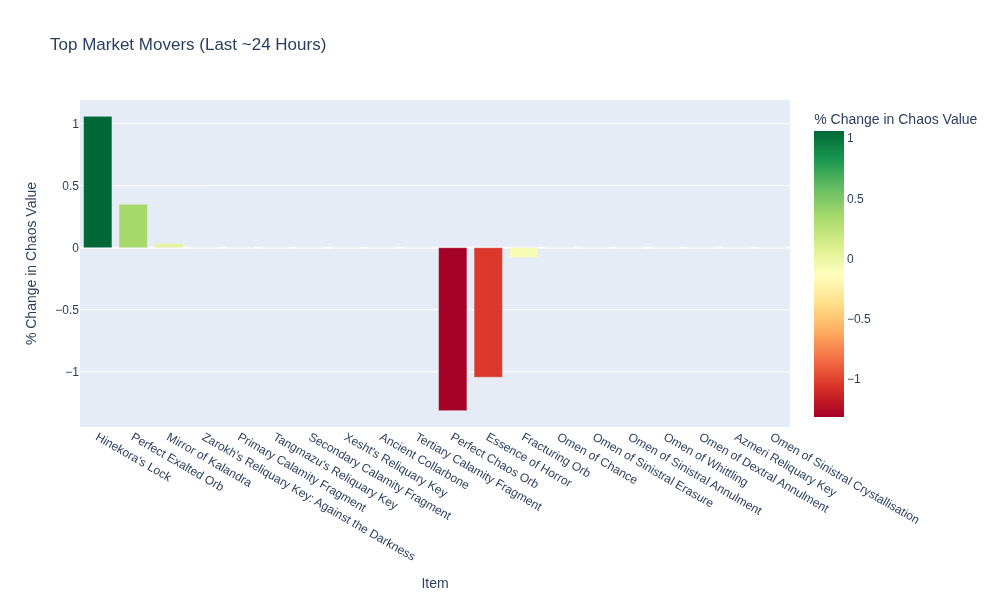 Top Market Movers (Last ~24 Hours)
% Change in Chaos Value
1
0.5
0
−0.5
−1
% Change in Chaos Value
1
0.5
0
−0.5
−1
Hinekora's Lock
Perfect Exalted Orb
Mirror of Kalandra
Zarokh's Reliquary Key: Against the Darkness
Primary Calamity Fragment
Tangmazu's Reliquary Key
Secondary Calamity Fragment
Xesht's Reliquary Key
Ancient Collarbone
Tertiary Calamity Fragment
Perfect Chaos Orb
Essence of Horror
Fracturing Orb
Omen of Chance
Omen of Sinistral Erasure
Omen of Sinistral Annulment
Omen of Whittling
Omen of Dextral Annulment
Azmeri Reliquary Key
Omen of Sinistral Crystallisation
Item